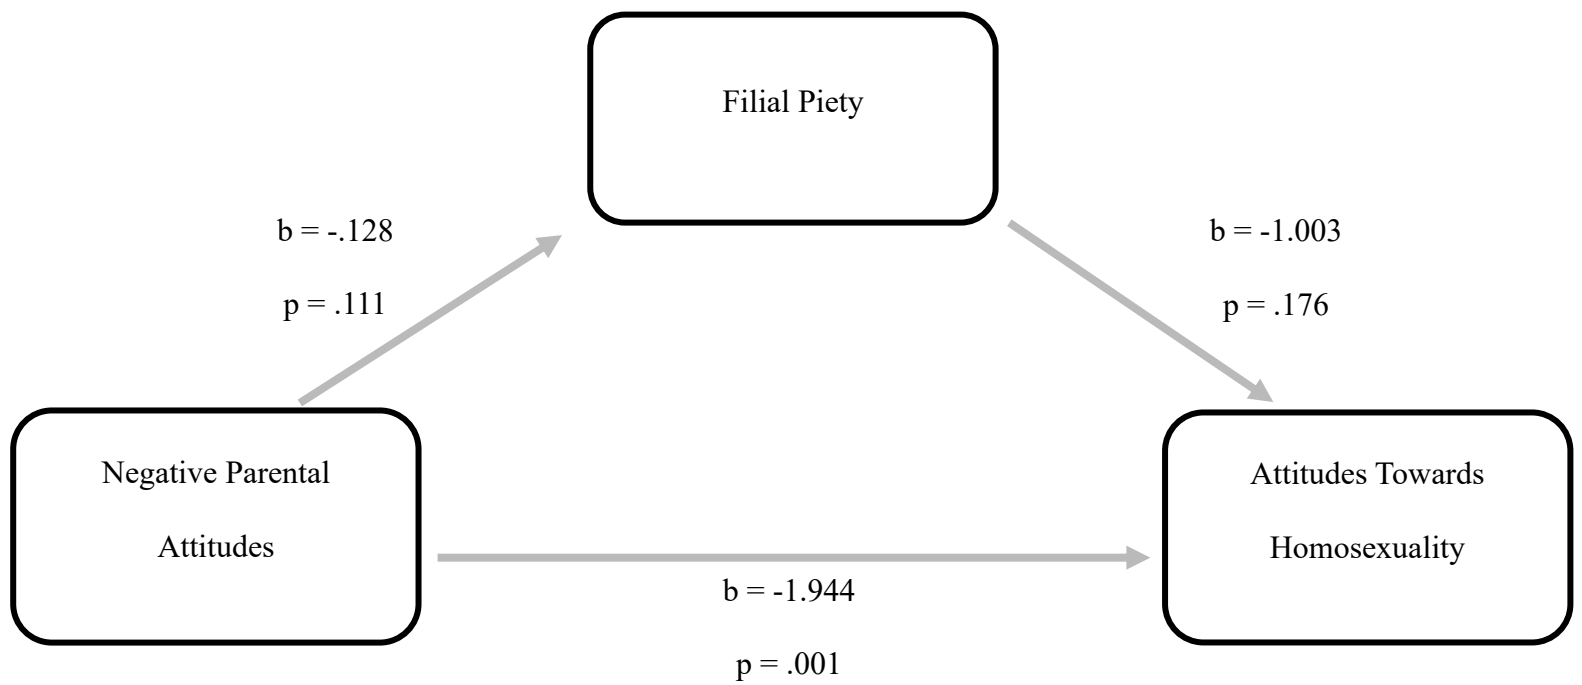 Filial Piety
b = -.128
p = .111
b = -1.003
p = .176
Negative Parental
Attitudes
Attitudes Towards
Homosexuality
b = -1.944
p = .001